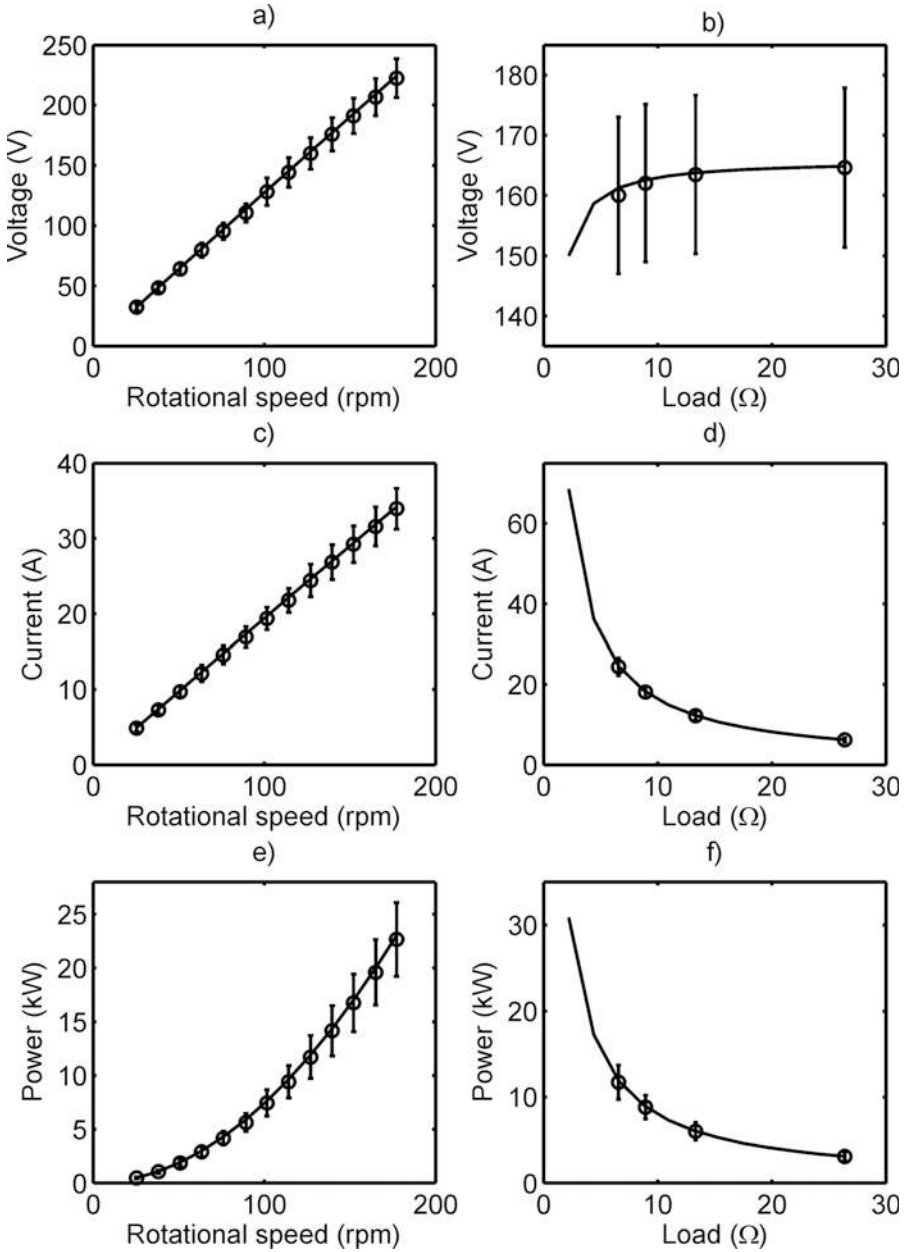 a)
250
200
150
100
50
0
Voltage (V)
0 100 200
Rotational speed (rpm)
b)
180
170
160
150
140
Voltage (V)
0 10 20 30
Load (Ω)
c)
40
30
20
10
0
Current (A)
0 100 200
Rotational speed (rpm)
d)
60
40
20
0
Current (A)
0 10 20 30
Load (Ω)
e)
25
20
15
10
5
0
Power (kW)
0 100 200
Rotational speed (rpm)
f)
30
20
10
0
Power (kW)
0 10 20 30
Load (Ω)